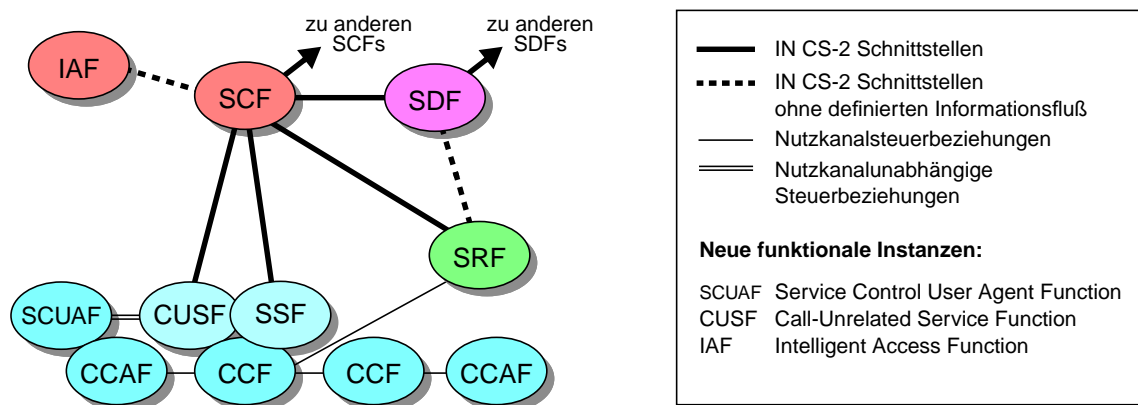 zu anderen
SCFs
zu anderen
SDFs
IAF
SCF
SDF
SRF
SCUAF
CUSF
SSF
CCAF
CCF
CCF
CCAF
IN CS-2 Schnittstellen
IN CS-2 Schnittstellen
ohne definierten Informationsfluß
Nutzkanalsteuerbeziehungen
Nutzkanalunabhängige
Steuerbeziehungen
Neue funktionale Instanzen:
SCUAF Service Control User Agent Function
CUSF Call-Unrelated Service Function
IAF Intelligent Access Function